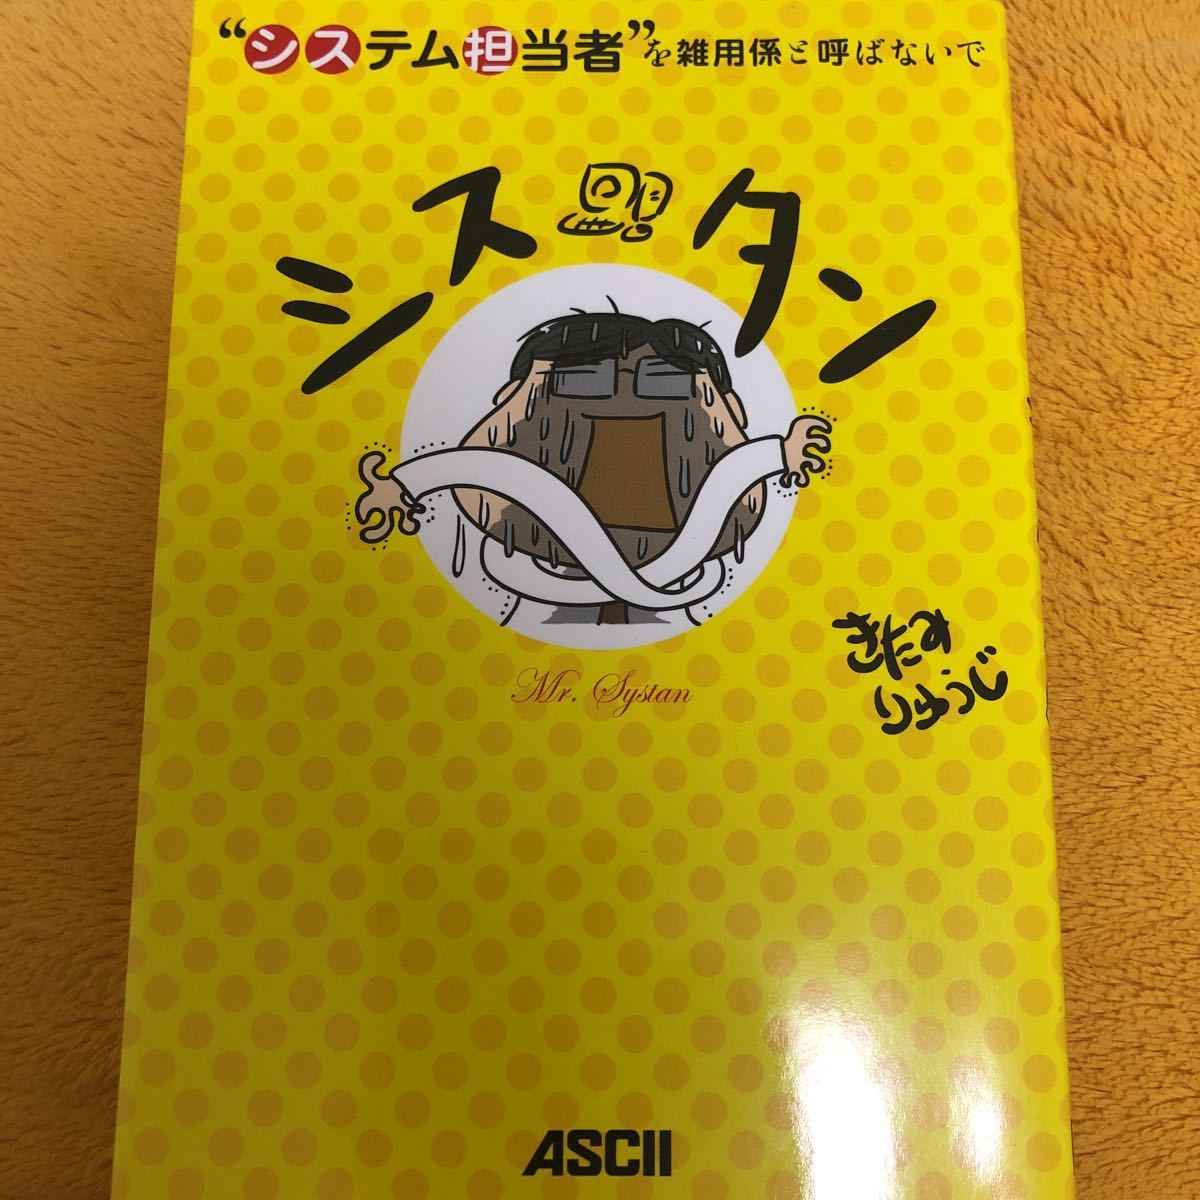 “システム担当者”を雑用係と呼ばないで
シスタン
Mr. Systan
きたみ
りゅうじ
ASCII